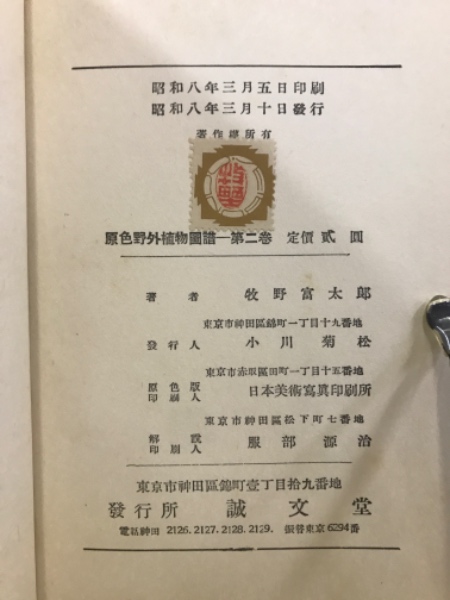 昭和八年三月五日印刷
昭和八年三月十日發行
著作權所有
原色野外植物圖譜—第二巻 定價貳圓
著者 牧野富太郎
東京市神田區錦町一丁目十九番地
發行人 小川菊松
東京市赤坂區田町一丁目十五番地
原色版印刷人 日本美術寫眞印刷所
東京市神田區松下町七番地
解說印刷人 服部源治
東京市神田區錦町壹丁目拾九番地
發行所 誠文堂
電話神田 2126. 2127. 2128. 2129. 振替東京6294番